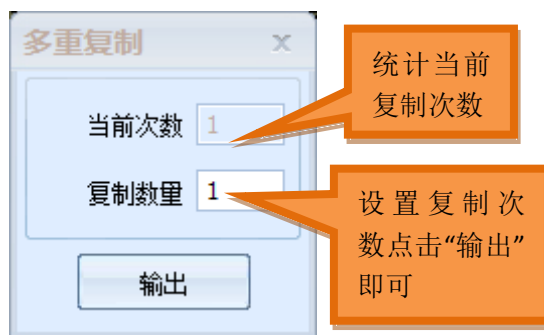 多重复制
x
统计当前
复制次数
当前次数 1
复制数量 1
设置复制次
数点击“输出”
即可
输出